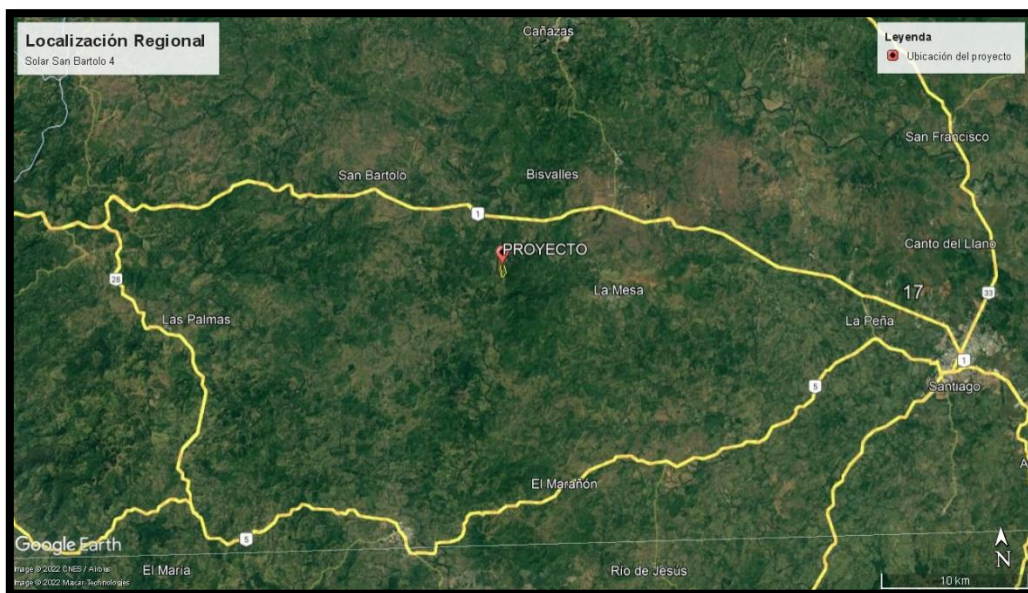 Localización Regional
Solar San Bartolo 4
Cañazas
Leyenda
Ubicación del proyecto
San Francisco
San Bartolo
Bisvalles
1
PROYECTO
Canto del Llano
28
La Mesa
17
33
Las Palmas
La Peña
1
5
Santiago
A
El Marañón
5
Google Earth
N
El María
Río de Jesús
Image © 2022 CNES / Airbus
Image © 2022 Maxar Technologies
10 km